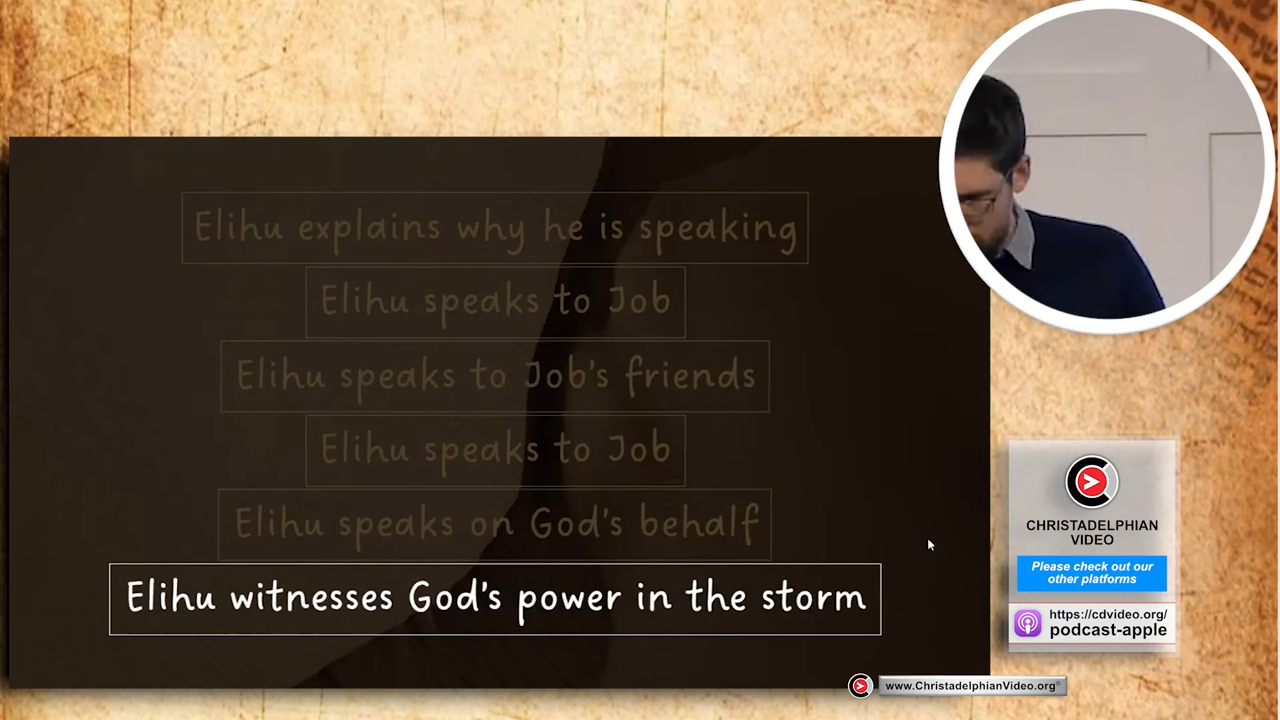 Elihu explains why he is speaking
Elihu speaks to Job
Elihu speaks to Job's friends
Elihu speaks to Job
Elihu speaks on God's behalf
Elihu witnesses God's power in the storm
CHRISTADELPHIAN
VIDEO
Please check out our
other platforms
https://cdvideo.org/
podcast-apple
www.ChristadelphianVideo.org